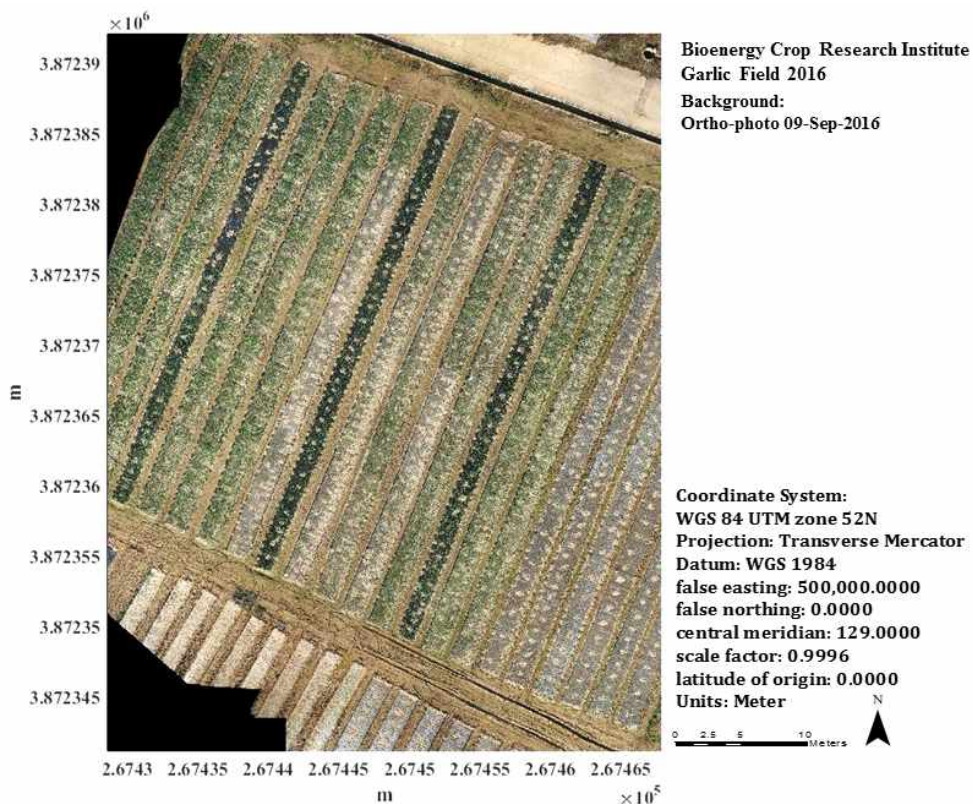 ×10⁶
3.87239
3.872385
3.87238
3.872375
3.87237
3.872365
3.87236
3.872355
3.87235
3.872345
m
2.6743
2.67435
2.6744
2.67445
2.6745
2.67455
2.6746
2.67465
m
×10⁵
Bioenergy Crop Research Institute
Garlic Field 2016
Background:
Ortho-photo 09-Sep-2016
Coordinate System:
WGS 84 UTM zone 52N
Projection: Transverse Mercator
Datum: WGS 1984
false easting: 500,000.0000
false northing: 0.0000
central meridian: 129.0000
scale factor: 0.9996
latitude of origin: 0.0000
Units: Meter
N
0 2.5 5 10
Meters